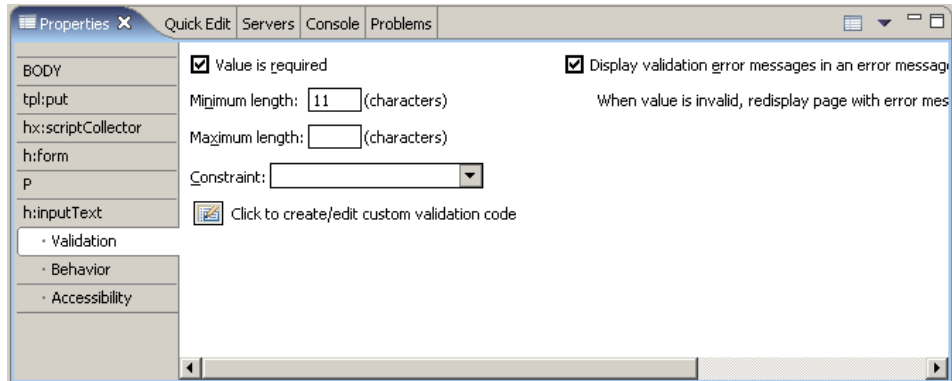 Properties Quick Edit Servers Console Problems
BODY
tpl:put
hx:scriptCollector
h:form
P
h:inputText
· Validation
· Behavior
· Accessibility
Value is required
Minimum length: 11 (characters)
Maximum length: (characters)
Constraint:
Click to create/edit custom validation code
Display validation error messages in an error messag
When value is invalid, redisplay page with error mes